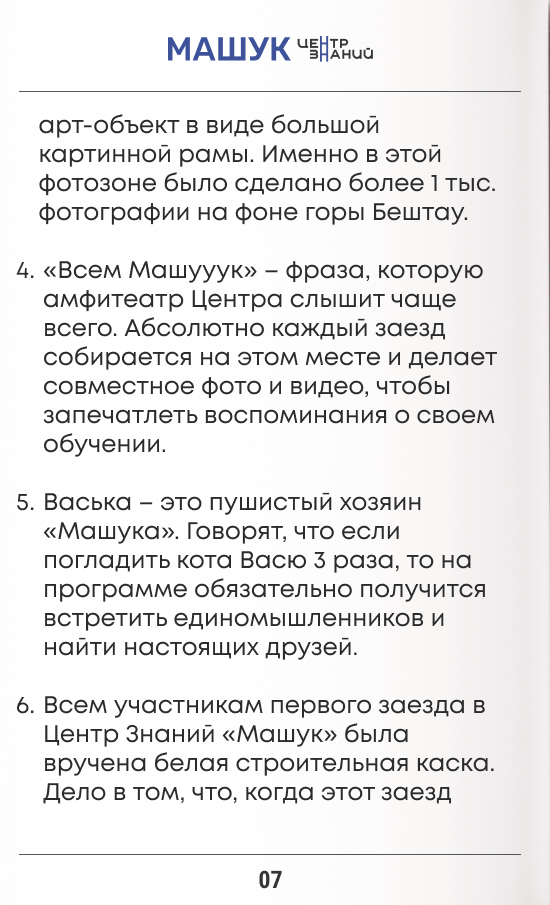 МАШУК ЦЕНТР
ЗНАНИЙ
арт-объект в виде большой
картинной рамы. Именно в этой
фотозоне было сделано более 1 тыс.
фотографии на фоне горы Бештау.
4. «Всем Машууук» – фраза, которую
амфитеатр Центра слышит чаще
всего. Абсолютно каждый заезд
собирается на этом месте и делает
совместное фото и видео, чтобы
запечатлеть воспоминания о своем
обучении.
5. Васька – это пушистый хозяин
«Машука». Говорят, что если
погладить кота Васю 3 раза, то на
программе обязательно получится
встретить единомышленников и
найти настоящих друзей.
6. Всем участникам первого заезда в
Центр Знаний «Машук» была
вручена белая строительная каска.
Дело в том, что, когда этот заезд
07